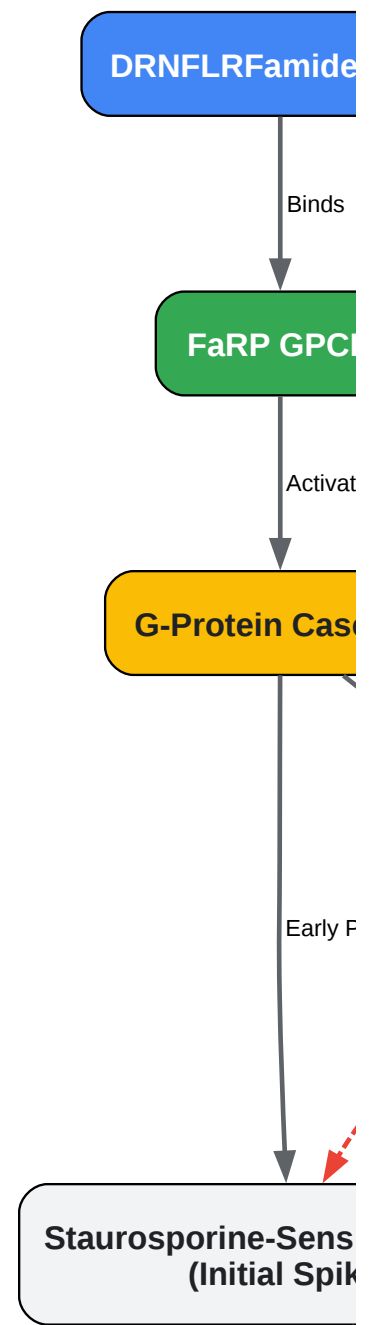 DRNFLRFamide
Binds
FaRP GPC
Activat
G-Protein Cas
Early P
Staurosporine-Sens
(Initial Spik